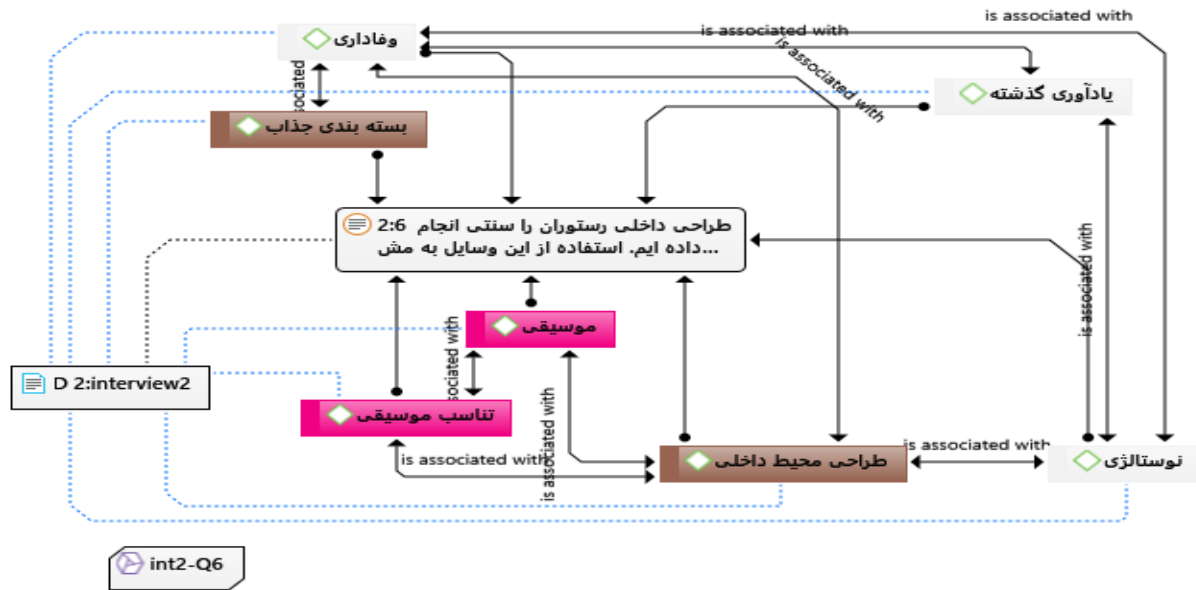 is associated with
is associated with
وفاداری
is associated with
یادآوری گذشته
sociated
بسته بندی جذاب
2:6 طراحی داخلی رستوران را سنتی انجام
داده ایم. استفاده از این وسایل به مش...
is associated with
موسیقی
sociated with
D 2:interview2
تناسب موسیقی
is associated with
is associated with
طراحی محیط داخلی
is associated with
نوستالژی
int2-Q6